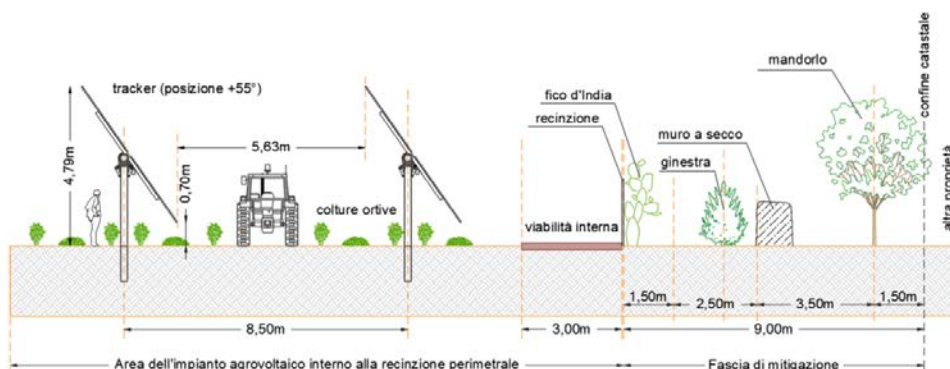 mandorlo
confine catastale
tracker (posizione +55°)
fico d'India
recinzione
5,63m
muro a secco
ginestra
4,79m
0,70m
colture ortive
viabilità interna
altra proprietà
1,50m
2,50m
3,50m
1,50m
8,50m
3,00m
9,00m
Area dell'impianto agrovoltaico interno alla recinzione perimetrale
Fascia di mitigazione